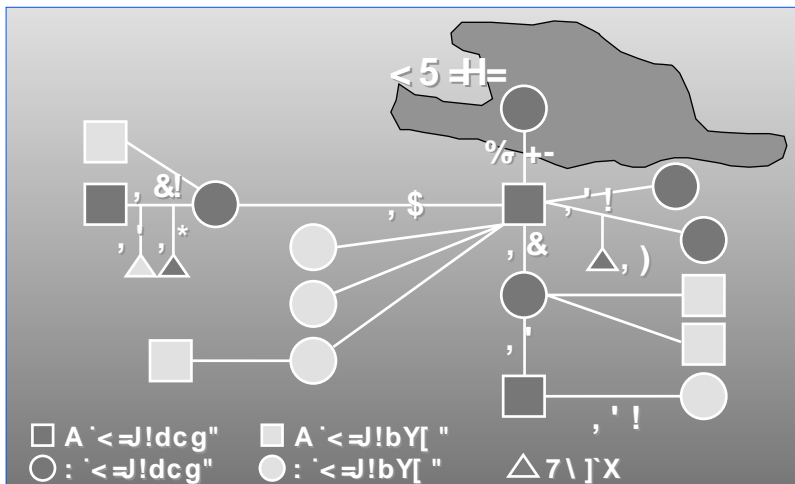 < 5 =H=
% +-
, &!
, $
, ' !
, ' , *
, &
, )
, '
, ' !
A ˙<=J!dcg" A ˙<=J!bY[ "
: ˙<=J!dcg" : ˙<=J!bY[ " 7\ ]`X